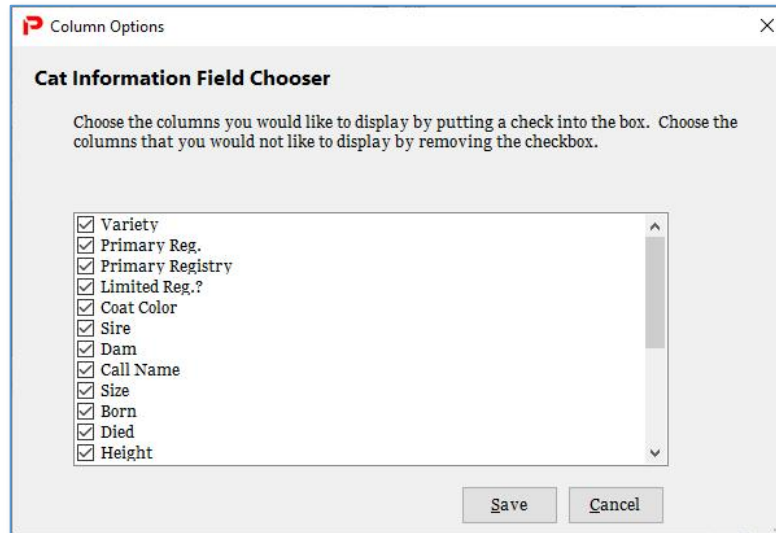 Column Options
Cat Information Field Chooser
Choose the columns you would like to display by putting a check into the box.  Choose the
columns that you would not like to display by removing the checkbox.
Variety
Primary Reg.
Primary Registry
Limited Reg.?
Coat Color
Sire
Dam
Call Name
Size
Born
Died
Height
Save
Cancel